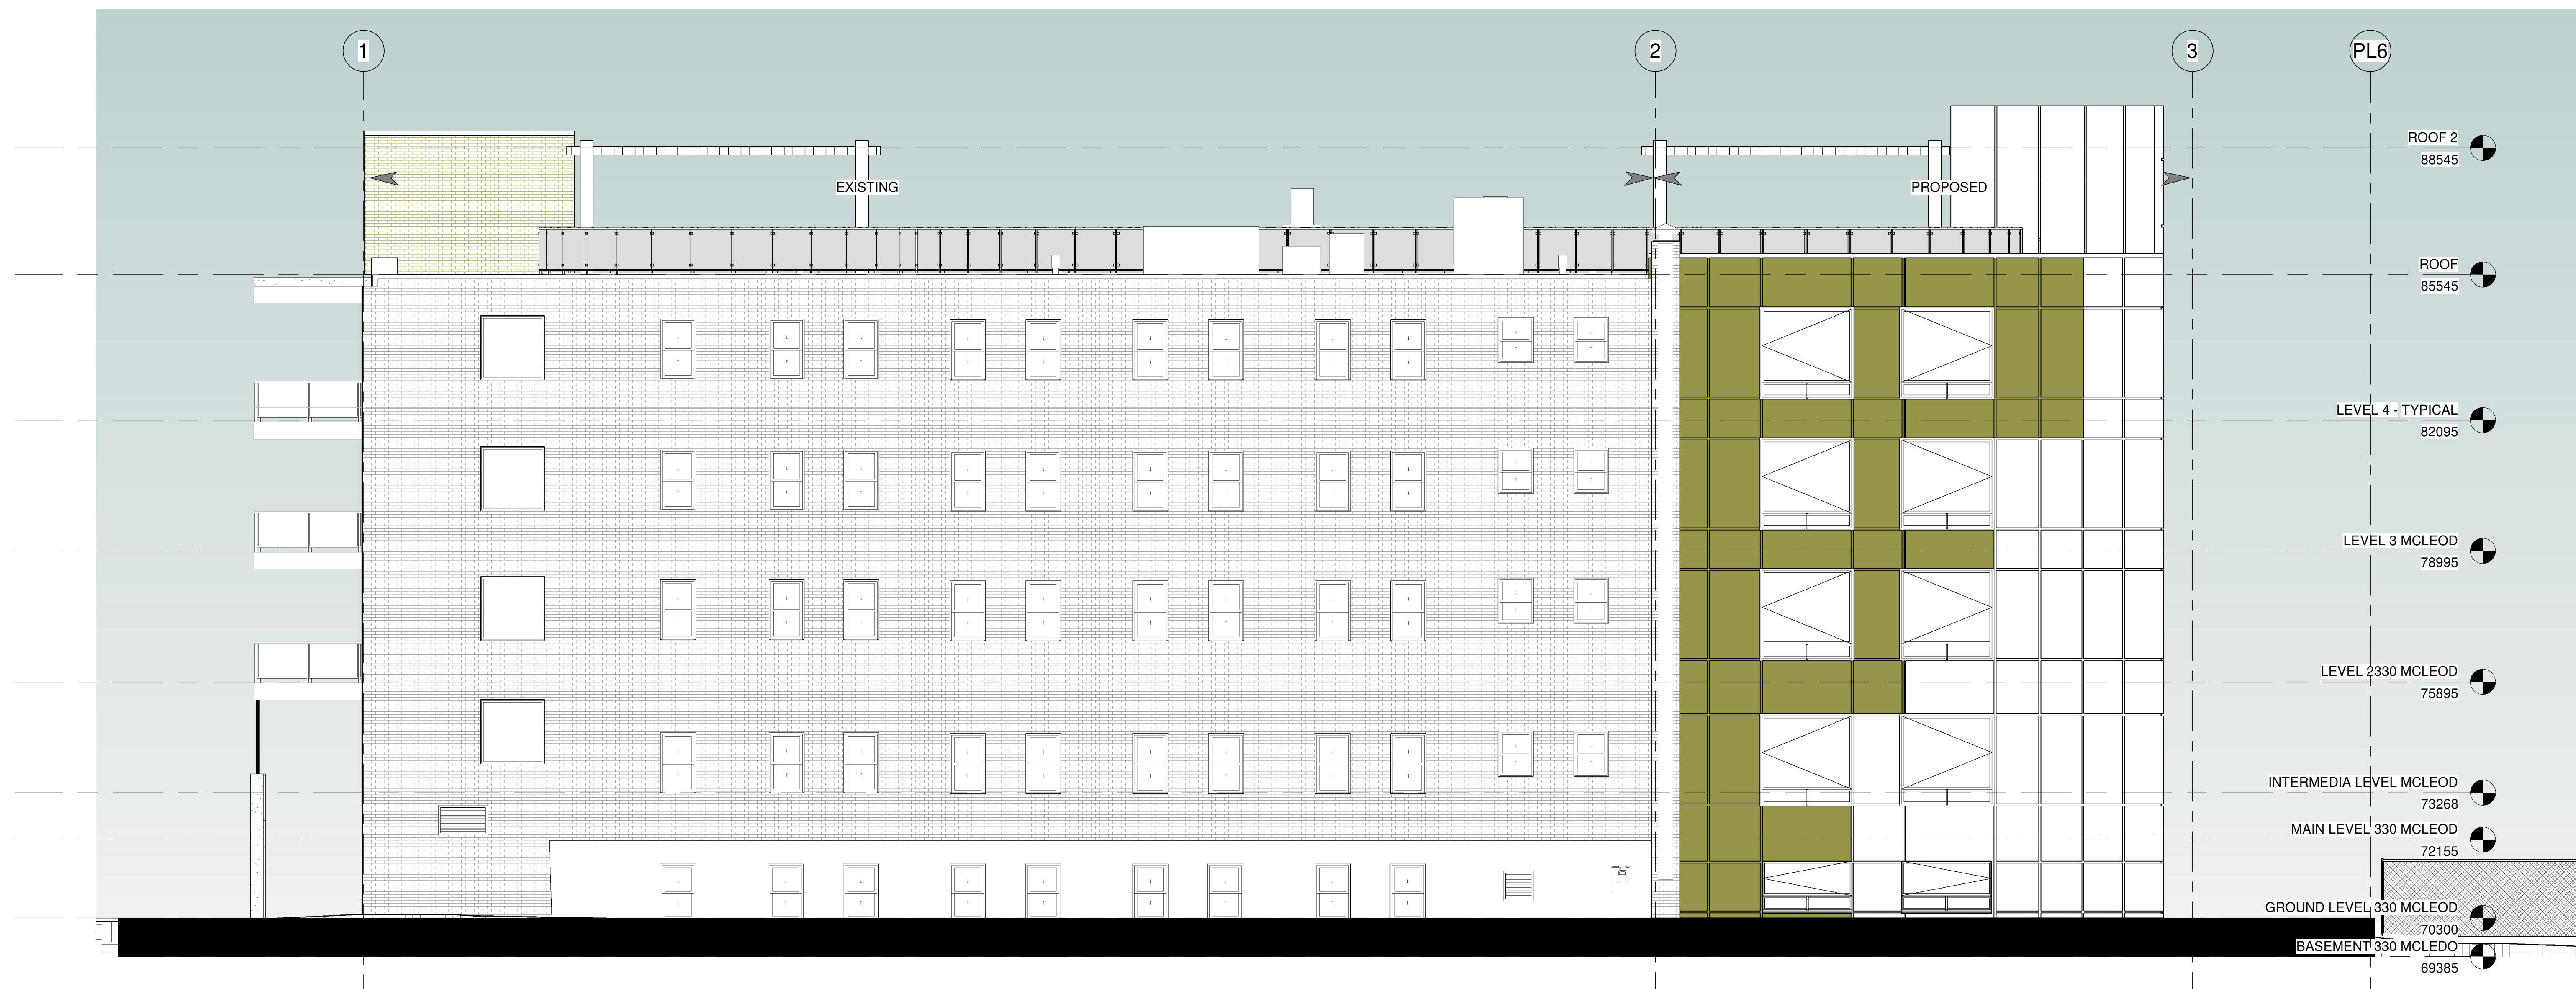 1
2
3
PL6
ROOF 2
88545
EXISTING
PROPOSED
ROOF
85545
LEVEL 4 - TYPICAL
82095
LEVEL 3 MCLEOD
78995
LEVEL 2330 MCLEOD
75895
INTERMEDIA LEVEL MCLEOD
73268
MAIN LEVEL 330 MCLEOD
72155
GROUND LEVEL 330 MCLEOD
70300
BASEMENT 330 MCLEDO
69385